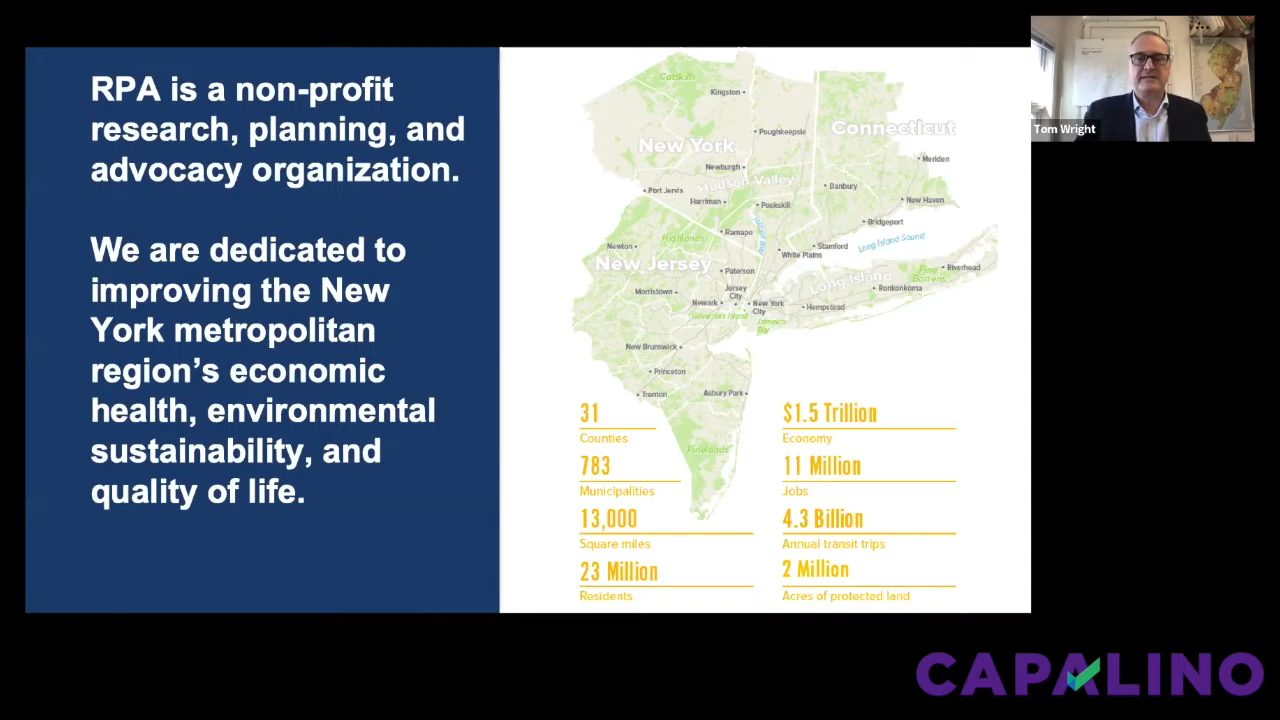 RPA is a non-profit
research, planning, and
advocacy organization.
We are dedicated to
improving the New
York metropolitan
region's economic
health, environmental
sustainability, and
quality of life.
Catskills
Kingston
New York
Poughkeepsie
Connecticut
Meriden
Newburgh
Hudson Valley
Port Jervis
Danbury
Harriman
Peekskill
New Haven
Bridgeport
Hudson River
Ramapo
Highlands
Newton
Stamford
Long Island Sound
White Plains
New Jersey
Paterson
Pine
Barrens
Riverhead
Long Island
Ronkonkoma
Morristown
Jersey
City
Newark
New York
City
Hempstead
Governors Island
Jamaica
Bay
New Brunswick
Princeton
Trenton
Asbury Park
Pinelands
31
Counties
783
Municipalities
13,000
Square miles
23 Million
Residents
$1.5 Trillion
Economy
11 Million
Jobs
4.3 Billion
Annual transit trips
2 Million
Acres of protected land
Tom Wright
CAPALINO